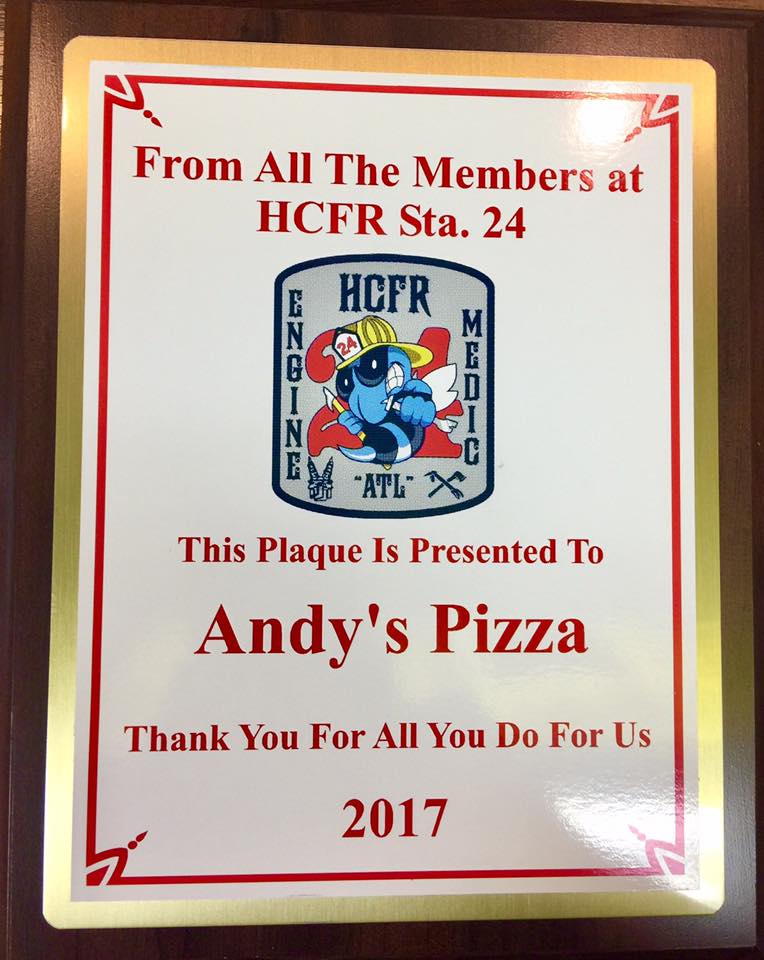 From All The Members at
HCFR Sta. 24
HCFR
ENGINE
24
MEDIC
24
"ATL"
This Plaque Is Presented To
Andy's Pizza
Thank You For All You Do For Us
2017